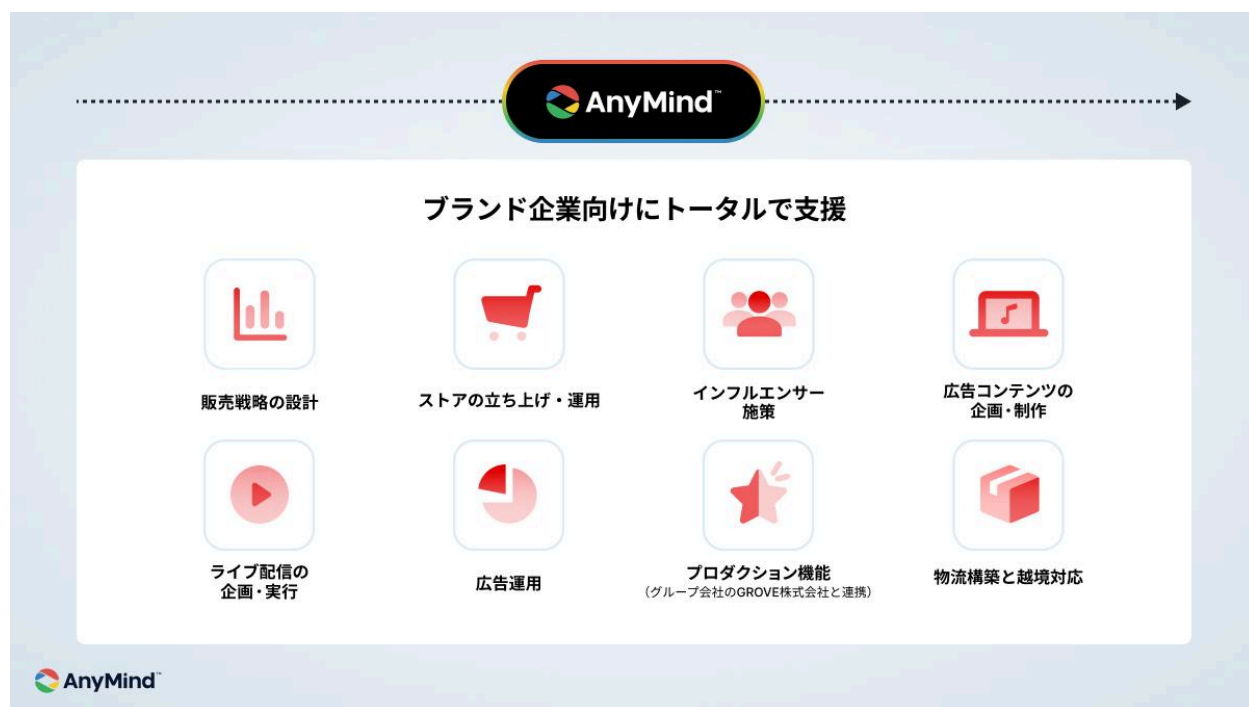 AnyMind™
ブランド企業向けにトータルで支援
販売戦略の設計
ストアの立ち上げ・運用
インフルエンサー
施策
広告コンテンツの
企画・制作
ライブ配信の
企画・実行
広告運用
プロダクション機能
（グループ会社のGROVE株式会社と連携）
物流構築と越境対応
AnyMind™